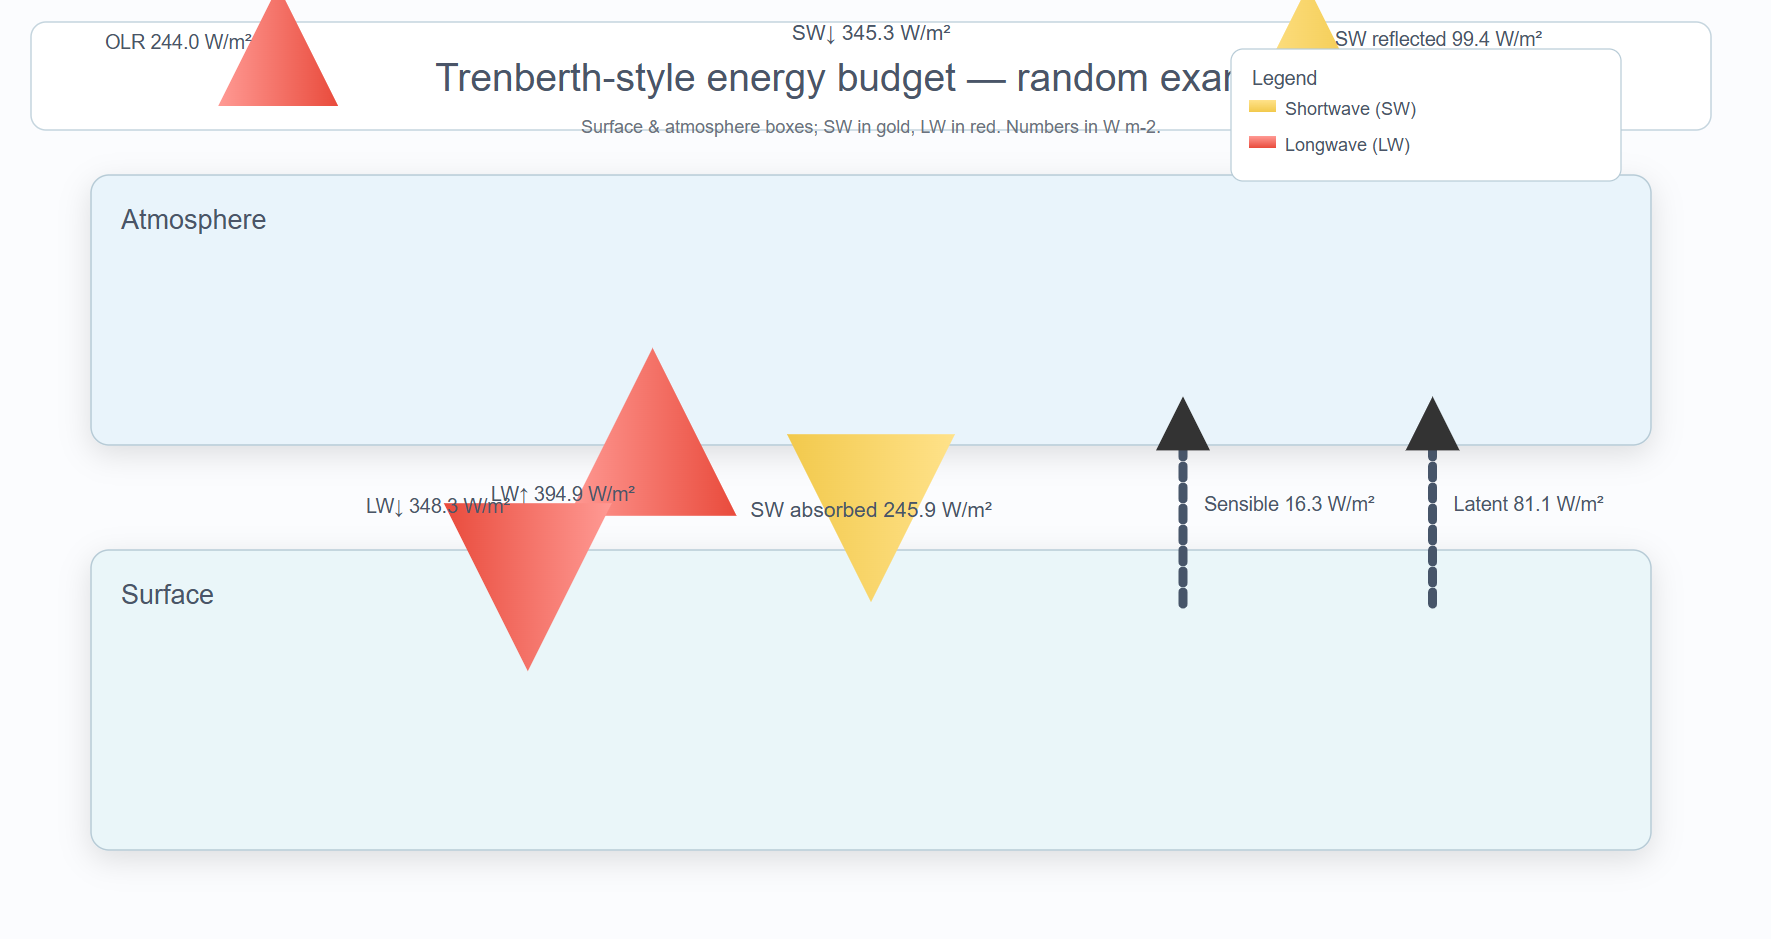 SW↓ 345.3 W/m²
OLR 244.0 W/m²
SW reflected 99.4 W/m²
Trenberth-style energy budget — random
Surface & atmosphere boxes; SW in gold, LW in red. Numbers in W m-2.
Legend
Shortwave (SW)
Longwave (LW)
Atmosphere
LW↑ 394.9 W/m²
LW↓ 348.3 W/m²
SW absorbed 245.9 W/m²
Sensible 16.3 W/m²
Latent 81.1 W/m²
Surface